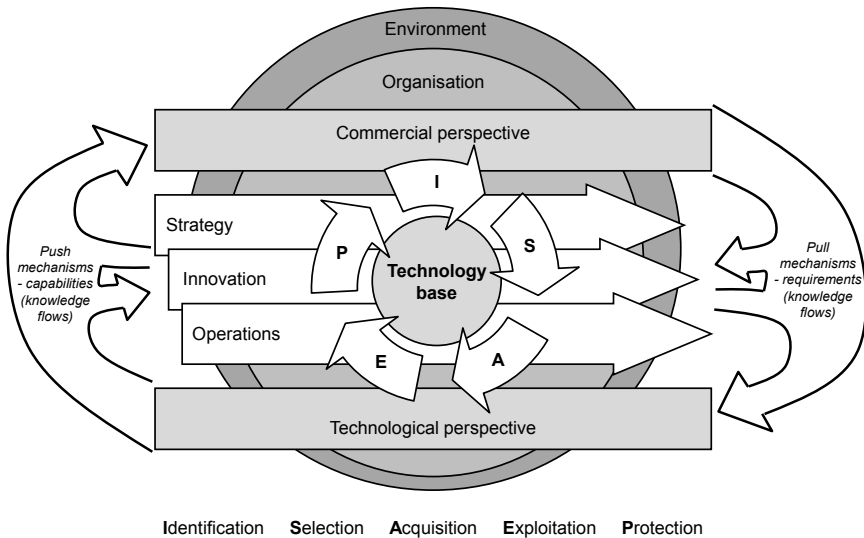 Environment
Organisation
Commercial perspective
I
Strategy
P
S
Push
mechanisms
- capabilities
(knowledge
flows)
Innovation
Technology
base
Pull
mechanisms
- requirements
(knowledge
flows)
Operations
E
A
Technological perspective
Identification Selection Acquisition Exploitation Protection